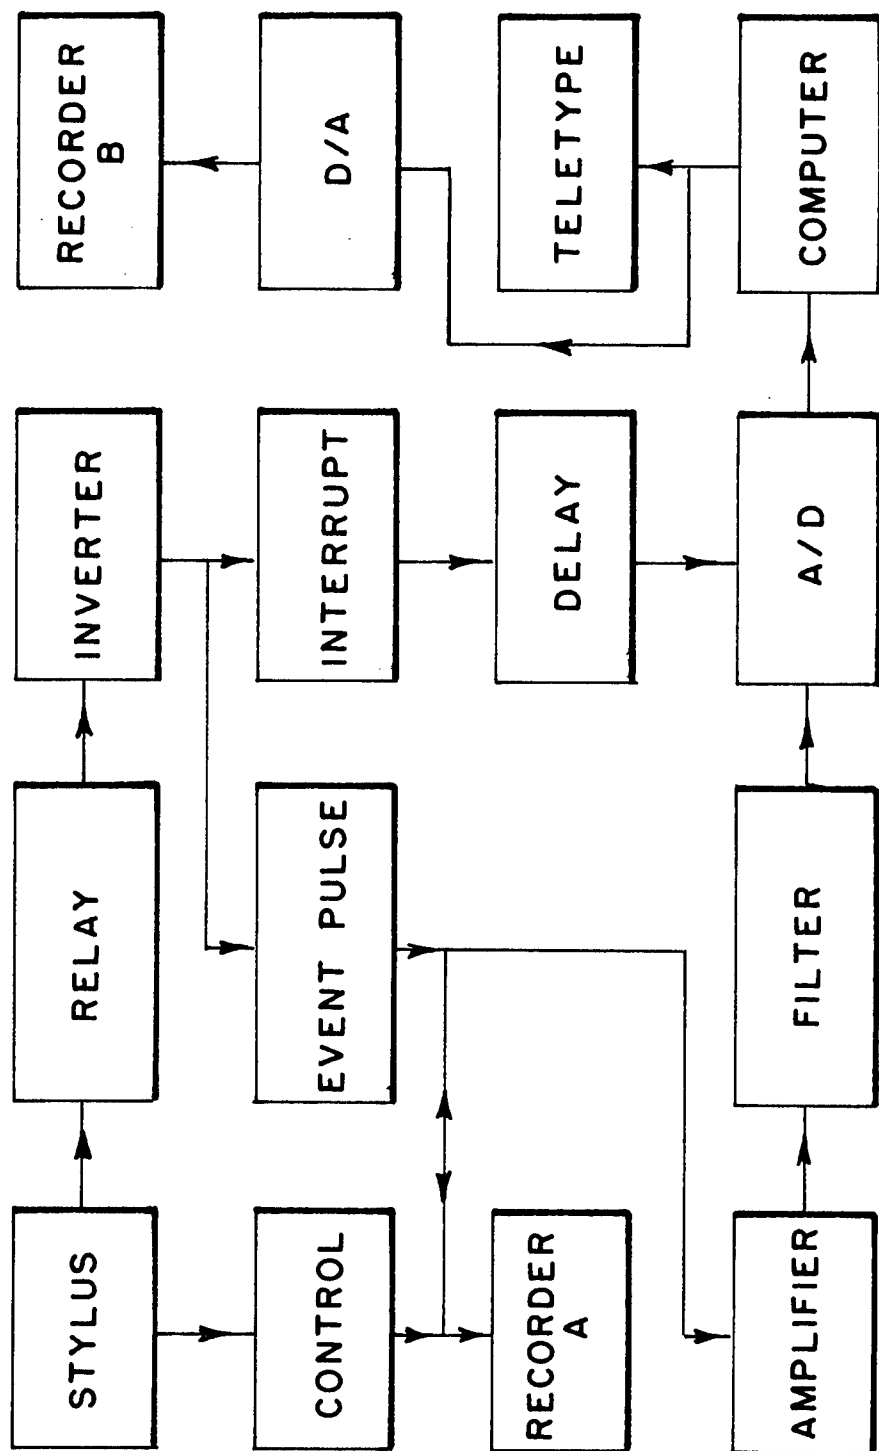 STYLUS
RELAY
INVERTER
RECORDER
B
CONTROL
EVENT PULSE
INTERRUPT
D/A
RECORDER
A
DELAY
TELETYPE
AMPLIFIER
FILTER
A/D
COMPUTER